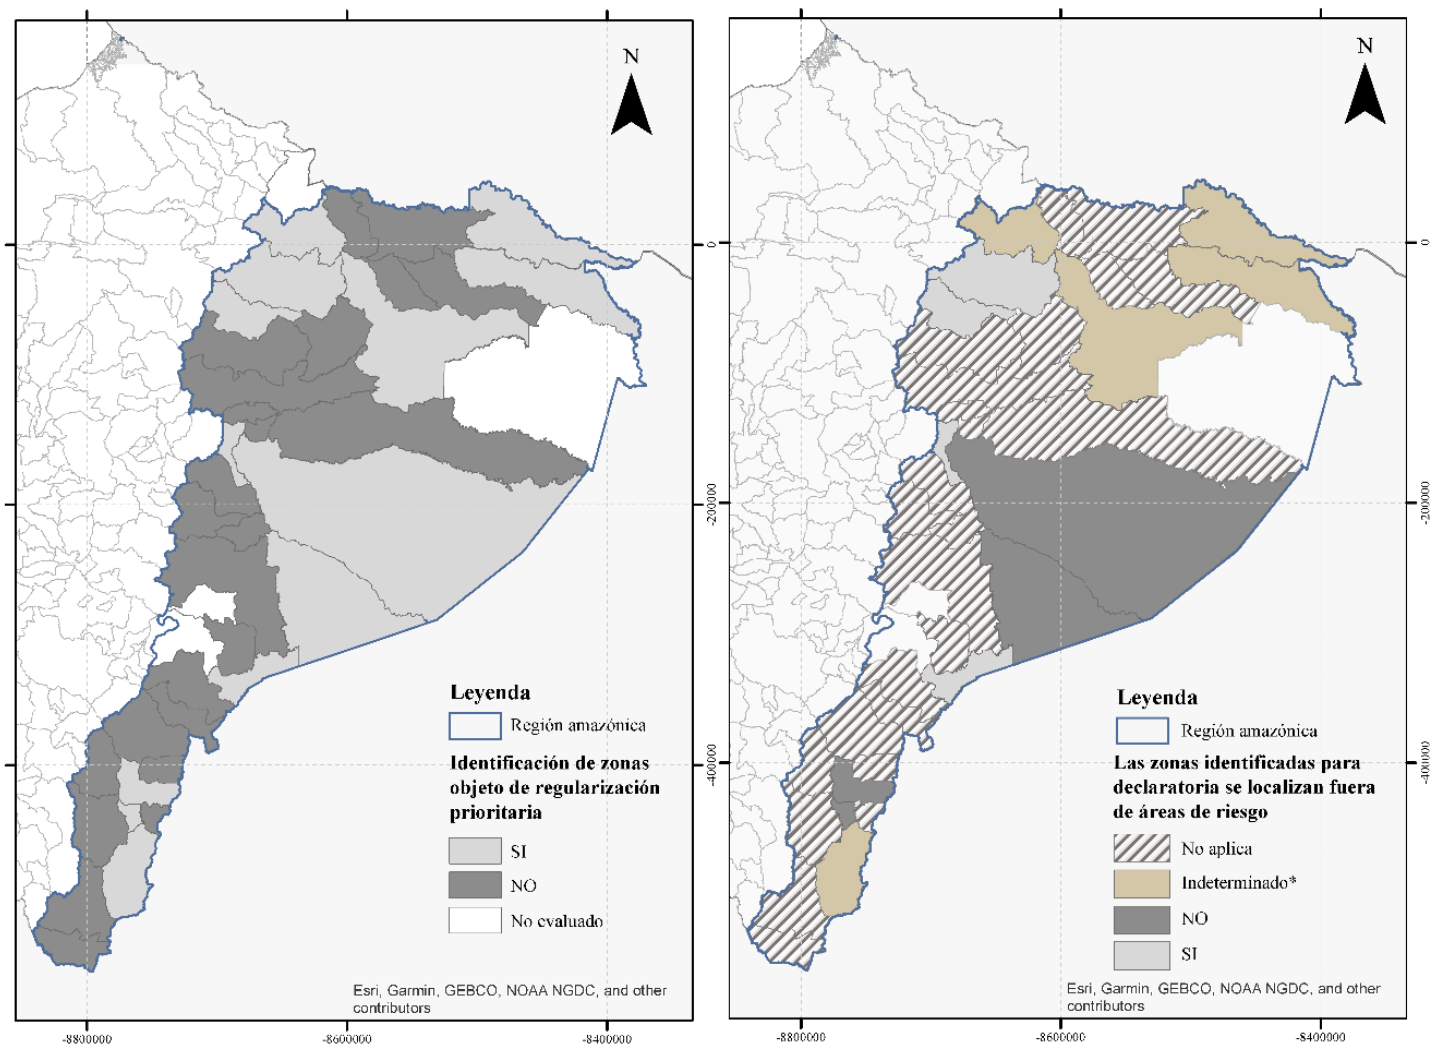 N
0
-200000
-400000
Leyenda
Región amazónica
Identificación de zonas
objeto de regularización
prioritaria
SI
NO
No evaluado
Esri, Garmin, GEBCO, NOAA NGDC, and other
contributors
-8800000
-8600000
-8400000
N
0
-200000
-400000
Leyenda
Región amazónica
Las zonas identificadas para
declaratoria se localizan fuera
de áreas de riesgo
No aplica
Indeterminado*
NO
SI
Esri, Garmin, GEBCO, NOAA NGDC, and other
contributors
-8800000
-8600000
-8400000